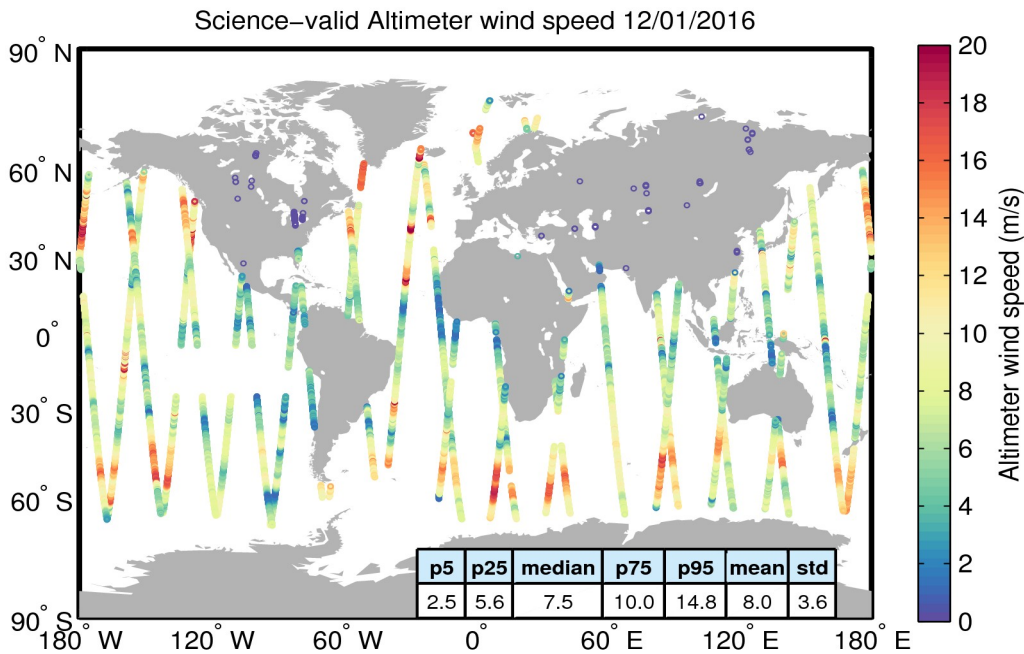 Science−valid Altimeter wind speed 12/01/2016
90° N
60° N
30° N
0°
30° S
60° S
90° S
180° W
120° W
60° W
0°
60° E
120° E
180° E
p5 p25 median p75 p95 mean std
2.5 5.6 7.5 10.0 14.8 8.0 3.6
20
18
16
14
12
10
8
6
4
2
0
Altimeter wind speed (m/s)